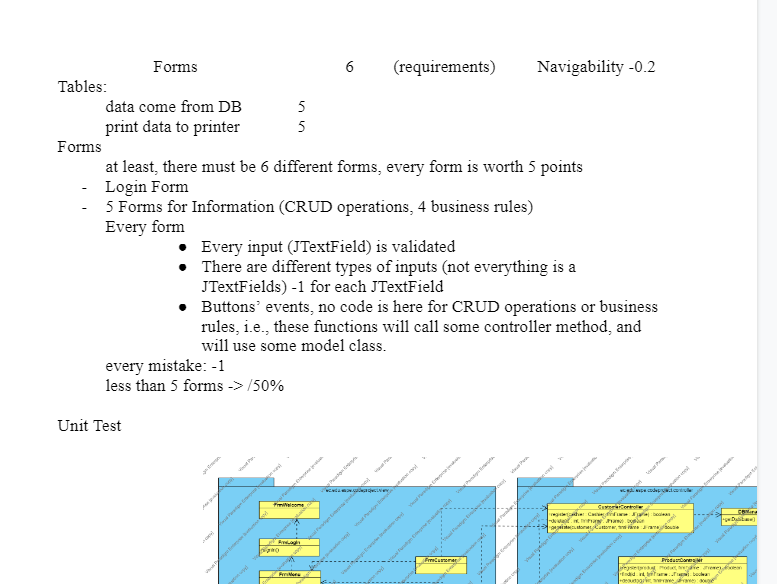 Forms 6 (requirements) Navigability -0.2
Tables:
data come from DB 5
print data to printer 5
Forms
at least, there must be 6 different forms, every form is worth 5 points
- Login Form
- 5 Forms for Information (CRUD operations, 4 business rules)
Every form
● Every input (JTextField) is validated
● There are different types of inputs (not everything is a
JTextFields) -1 for each JTextField
● Buttons’ events, no code is here for CRUD operations or business
rules, i.e., these functions will call some controller method, and
will use some model class.
every mistake: -1
less than 5 forms -> /50%
Unit Test
FrmWelcome
FrmLogin
FrmMenu
FrmCustomer
CustomerController
ProductController